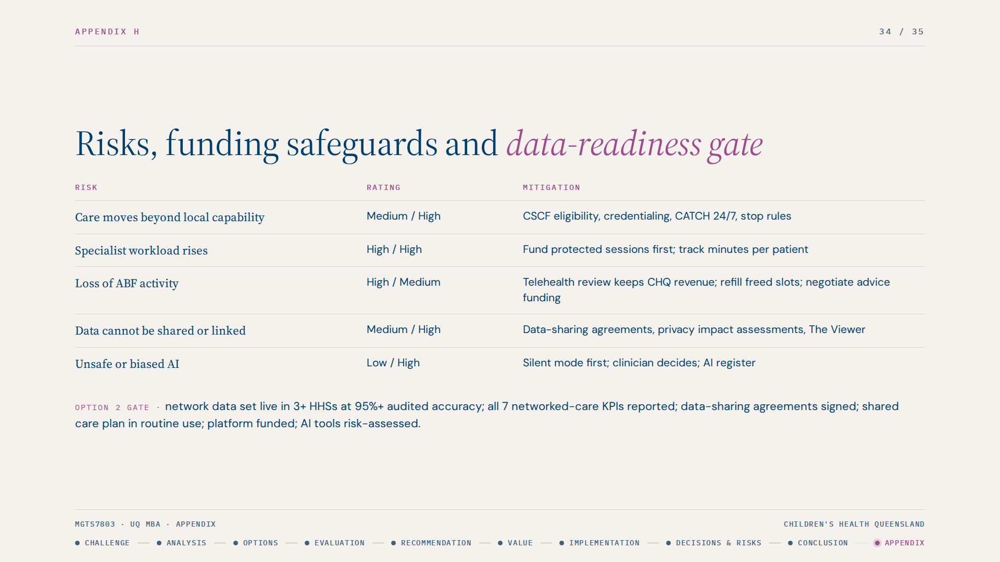 APPENDIX H
34 / 35
Risks, funding safeguards and data-readiness gate
RISK RATING MITIGATION
Care moves beyond local capability Medium / High CSCF eligibility, credentialing, CATCH 24/7, stop rules
Specialist workload rises High / High Fund protected sessions first; track minutes per patient
Loss of ABF activity High / Medium Telehealth review keeps CHQ revenue; refill freed slots; negotiate advice
funding
Data cannot be shared or linked Medium / High Data-sharing agreements, privacy impact assessments, The Viewer
Unsafe or biased AI Low / High Silent mode first; clinician decides; AI register
OPTION 2 GATE · network data set live in 3+ HHSs at 95%+ audited accuracy; all 7 networked-care KPIs reported; data-sharing agreements signed; shared
care plan in routine use; platform funded; AI tools risk-assessed.
MGTS7803 · UQ MBA · APPENDIX
CHILDREN'S HEALTH QUEENSLAND
CHALLENGE ANALYSIS OPTIONS EVALUATION RECOMMENDATION VALUE IMPLEMENTATION DECISIONS & RISKS CONCLUSION APPENDIX